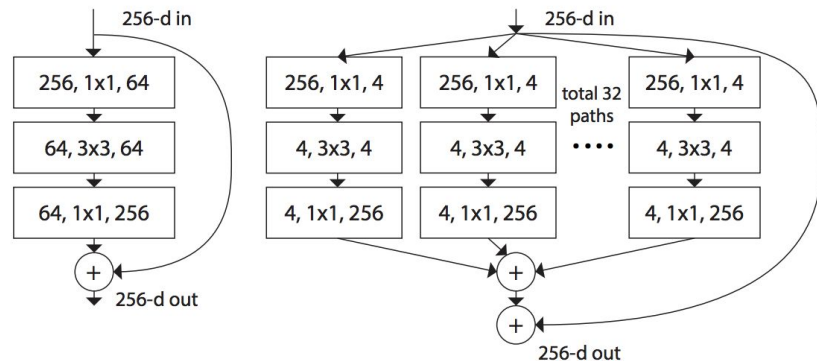 256-d in
256, 1x1, 64
64, 3x3, 64
64, 1x1, 256
+
256-d out
256-d in
256, 1x1, 4
256, 1x1, 4
256, 1x1, 4
total 32
paths
4, 3x3, 4
4, 3x3, 4
....
4, 3x3, 4
4, 1x1, 256
4, 1x1, 256
4, 1x1, 256
+
+
256-d out